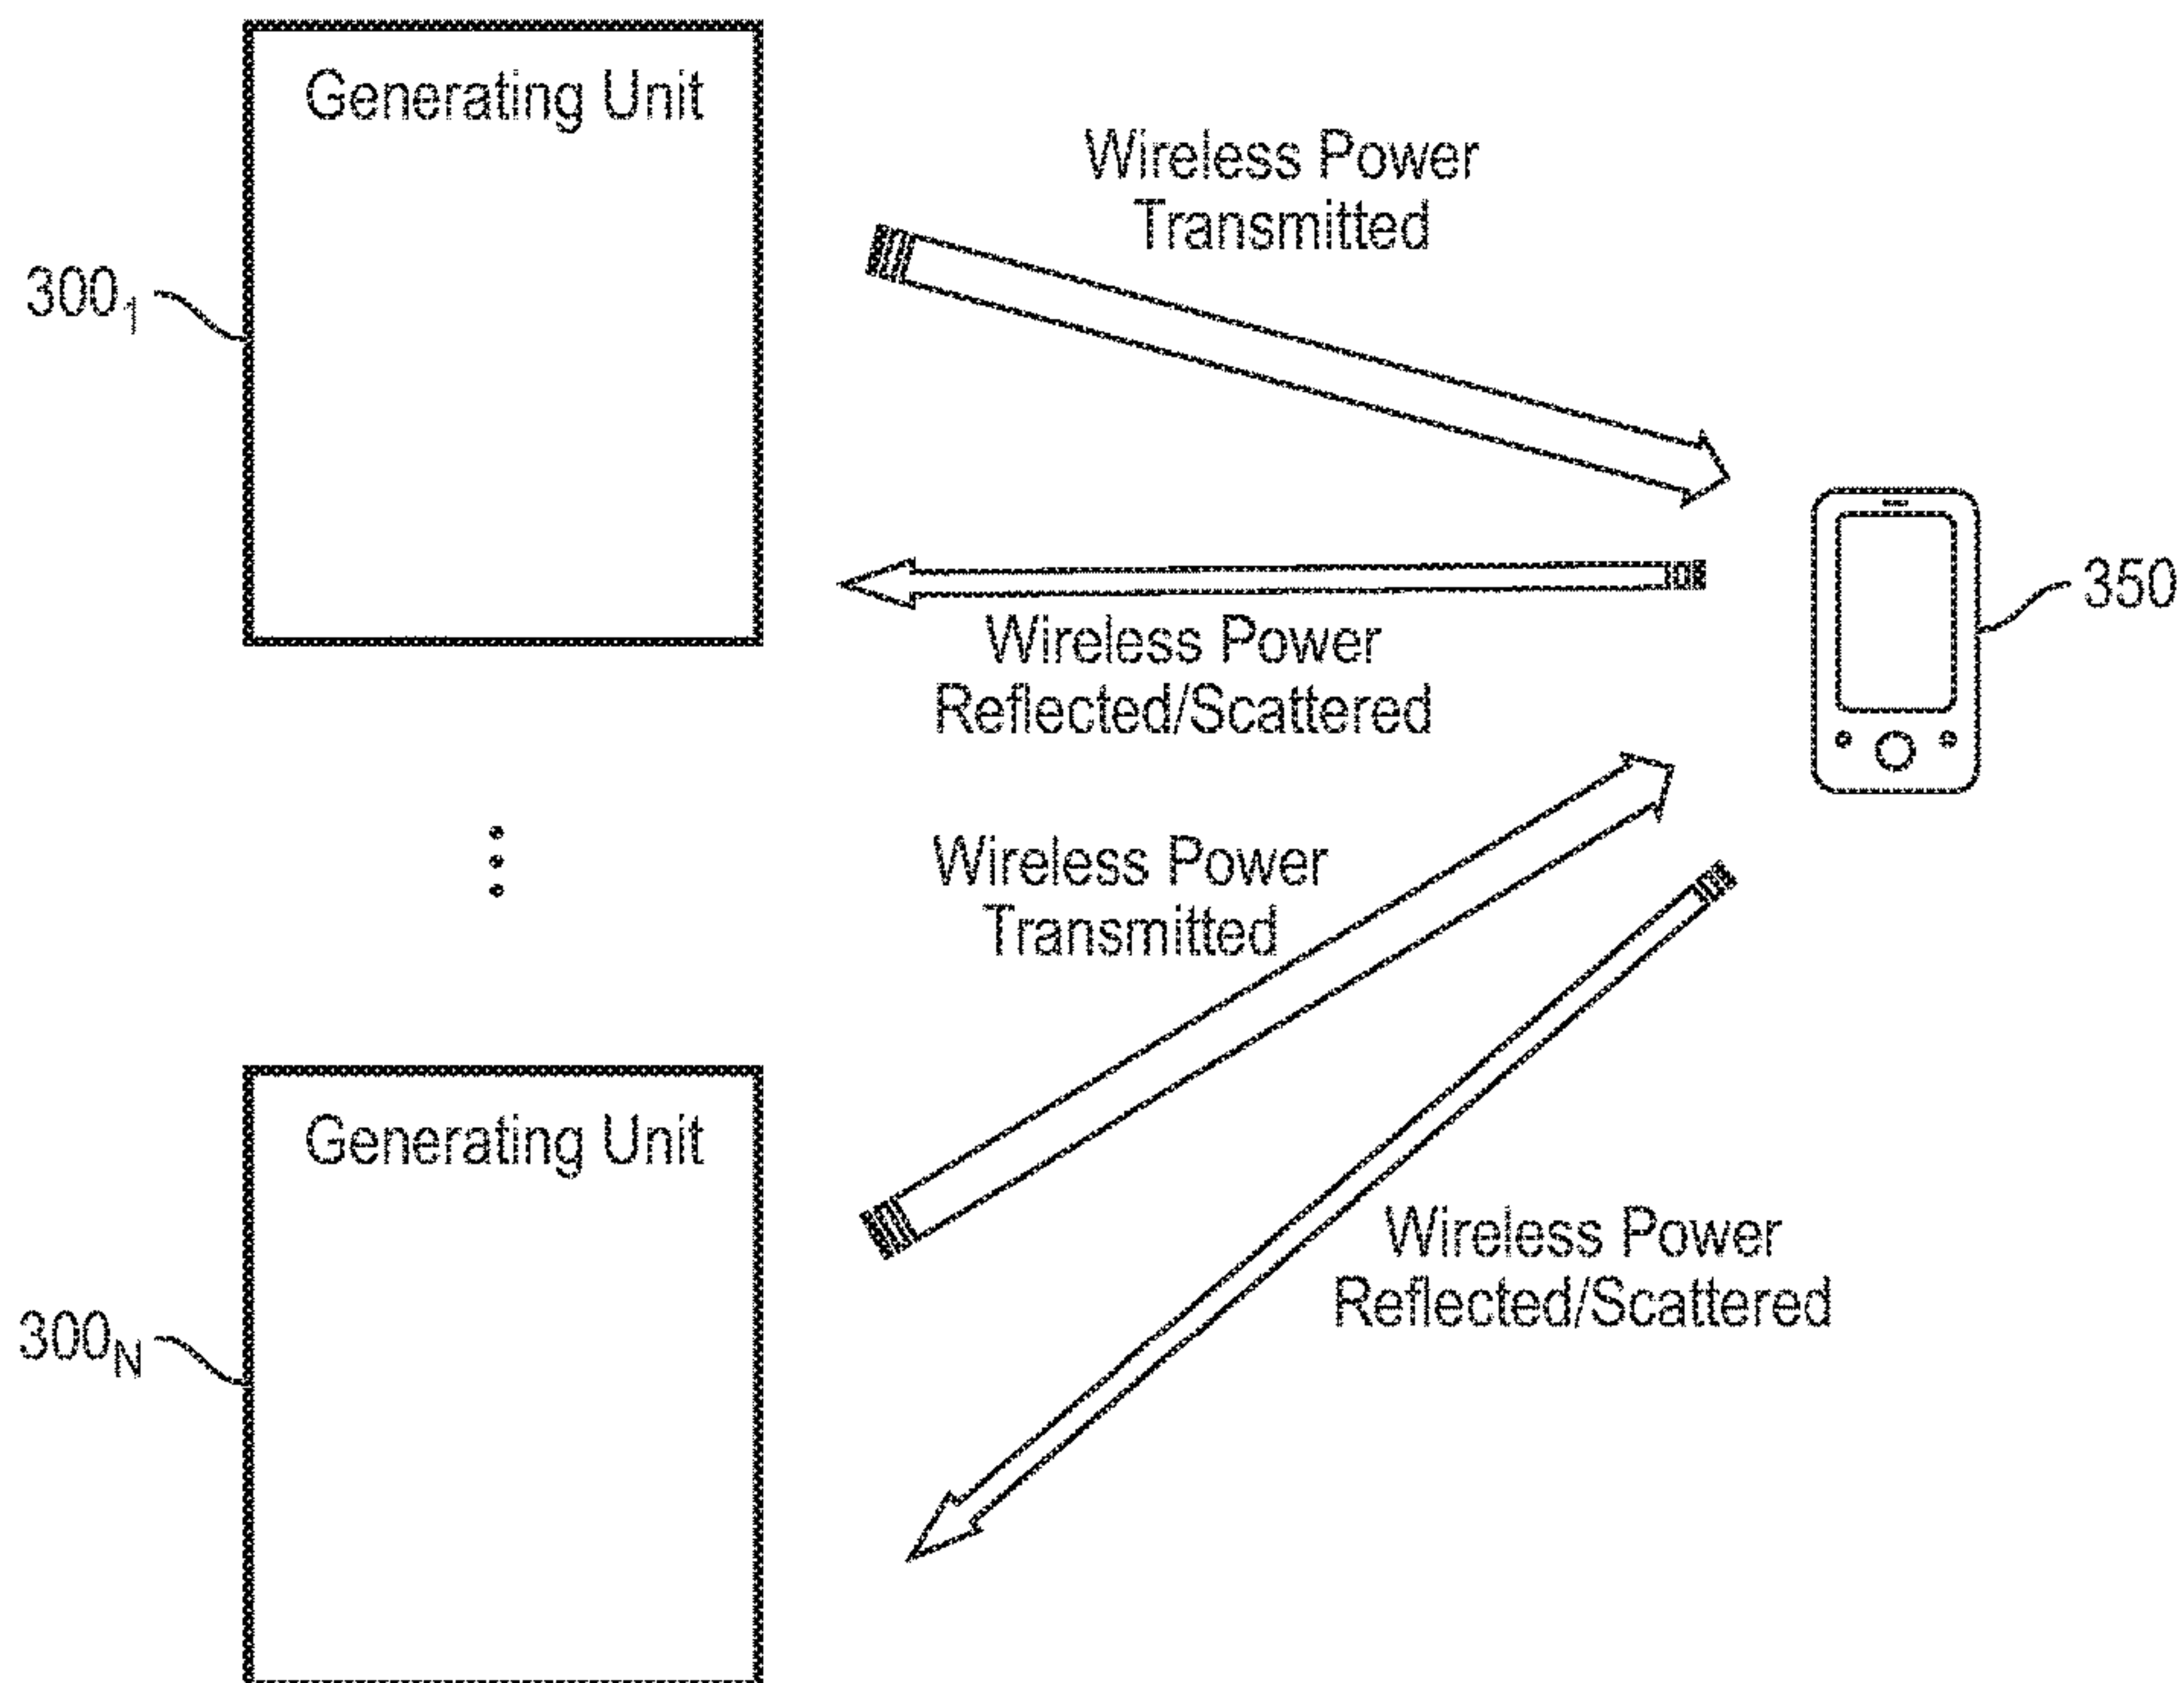 Generating Unit
Wireless Power
Transmitted
300₁
350
Wireless Power
Reflected/Scattered
Wireless Power
Transmitted
Generating Unit
Wireless Power
Reflected/Scattered
300_N